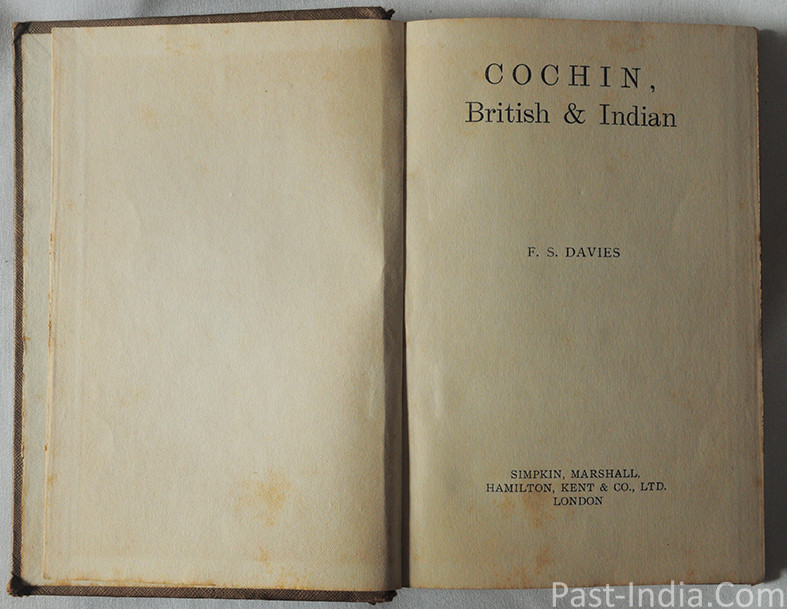 COCHIN,
British & Indian
F. S. DAVIES
SIMPKIN, MARSHALL,
HAMILTON, KENT & CO., LTD.
LONDON
Past-India.Com